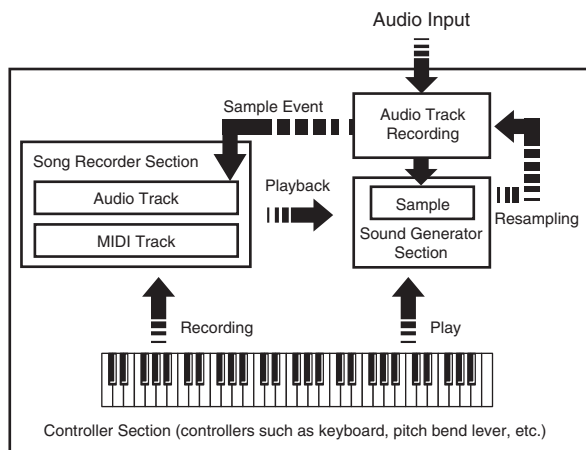 Audio Input
Sample Event
Audio Track
Recording
Song Recorder Section
Audio Track
MIDI Track
Playback
Sample
Sound Generator
Section
Resampling
Recording
Play
Controller Section (controllers such as keyboard, pitch bend lever, etc.)